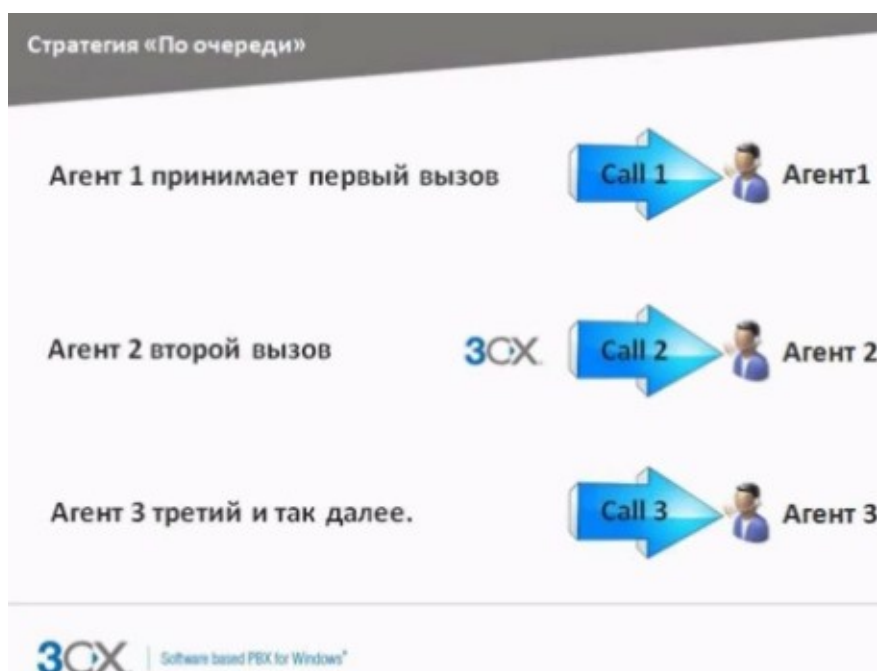 Стратегия «По очереди»
Агент 1 принимает первый вызов
Call 1
Агент1
Агент 2 второй вызов
3CX
Call 2
Агент 2
Агент 3 третий и так далее.
Call 3
Агент 3
3CX
Software based PBX for Windows®